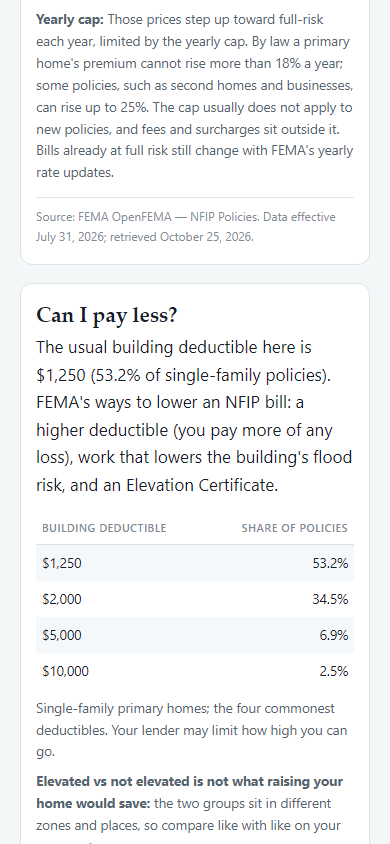 Yearly cap: Those prices step up toward full-risk
each year, limited by the yearly cap. By law a primary
home's premium cannot rise more than 18% a year;
some policies, such as second homes and businesses,
can rise up to 25%. The cap usually does not apply to
new policies, and fees and surcharges sit outside it.
Bills already at full risk still change with FEMA's yearly
rate updates.
Source: FEMA OpenFEMA — NFIP Policies. Data effective
July 31, 2026; retrieved October 25, 2026.
Can I pay less?
The usual building deductible here is
$1,250 (53.2% of single-family policies).
FEMA's ways to lower an NFIP bill: a
higher deductible (you pay more of any
loss), work that lowers the building's flood
risk, and an Elevation Certificate.
BUILDING DEDUCTIBLE SHARE OF POLICIES
$1,250 53.2%
$2,000 34.5%
$5,000 6.9%
$10,000 2.5%
Single-family primary homes; the four commonest
deductibles. Your lender may limit how high you can
go.
Elevated vs not elevated is not what raising your
home would save: the two groups sit in different
zones and places, so compare like with like on your